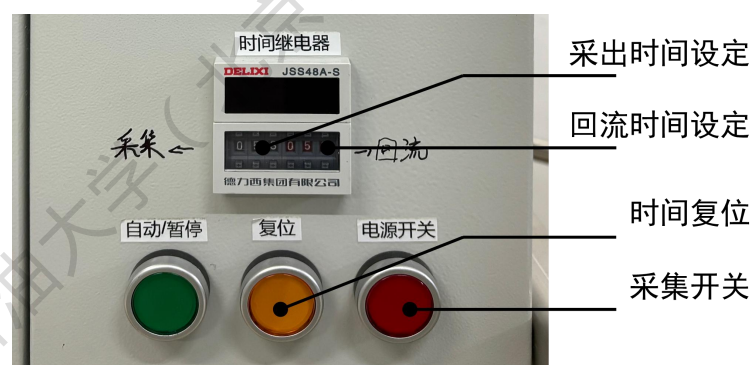 时间继电器
采出时间设定
DELIXI JSS48A-S
回流时间设定
采集← →回流
德力西集团有限公司
时间复位
自动/暂停 复位 电源开关
采集开关